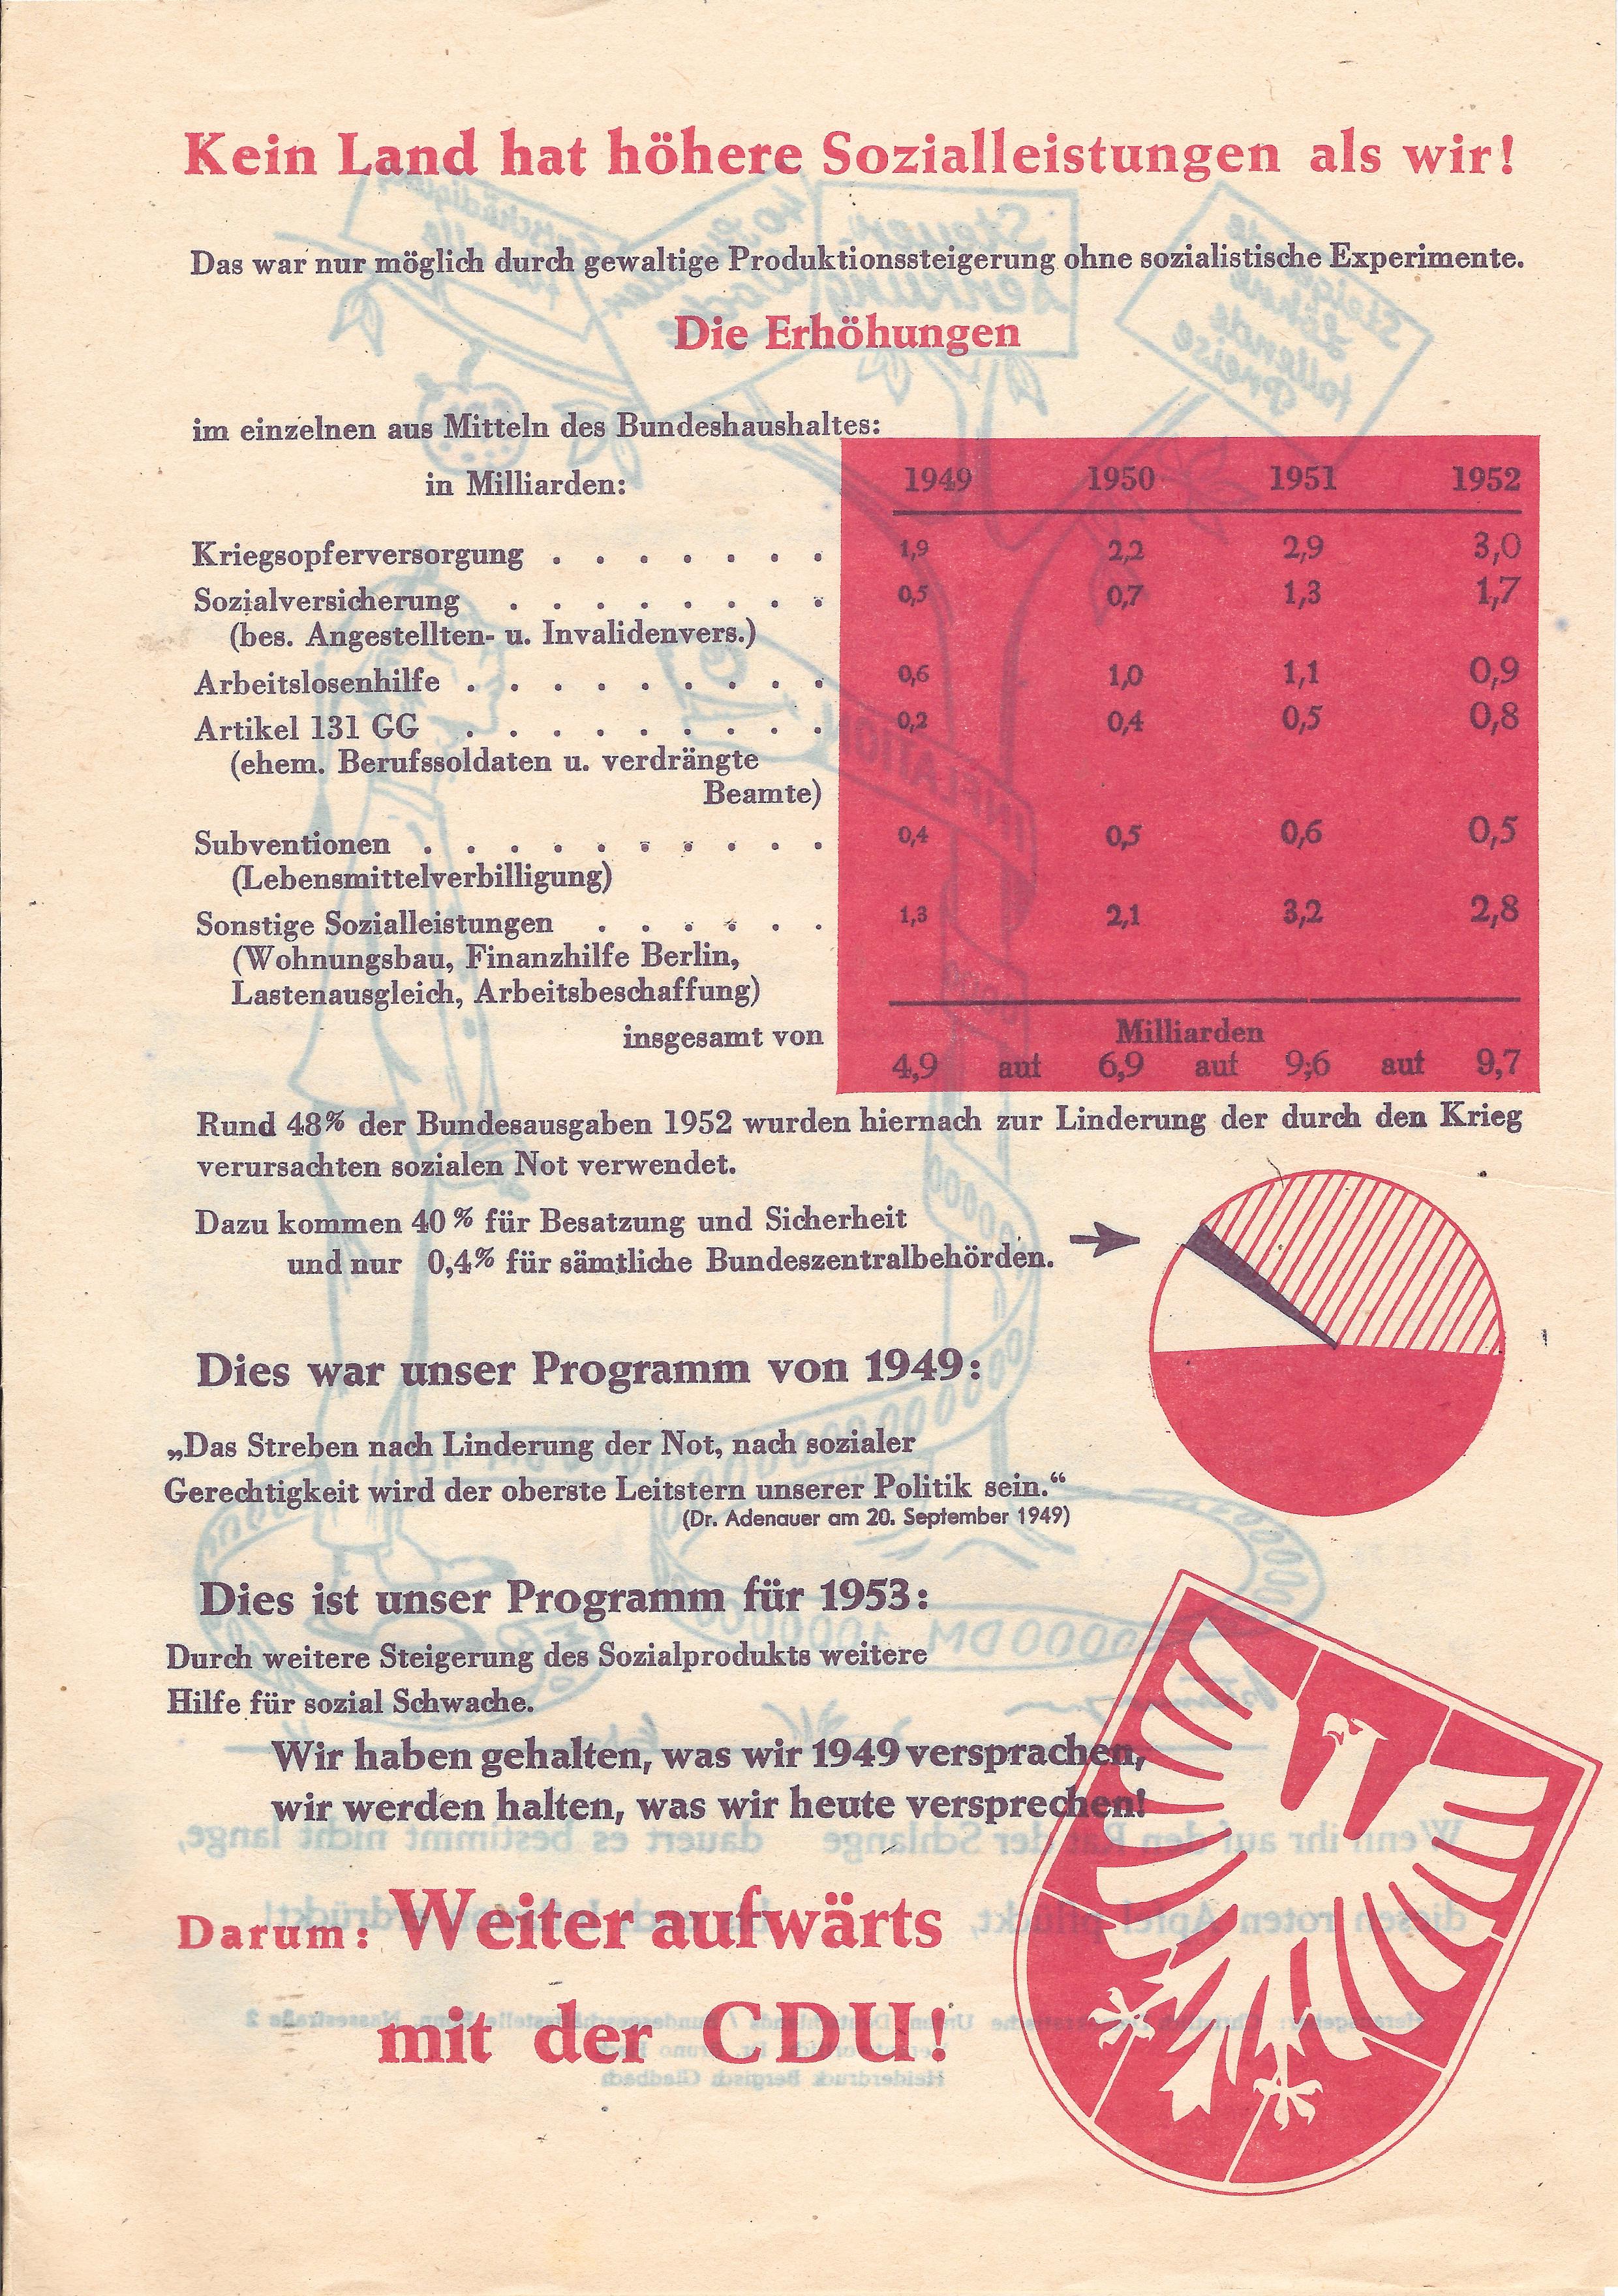 Kein Land hat höhere Sozialleistungen als wir!
Das war nur möglich durch gewaltige Produktionssteigerung ohne sozialistische Experimente.
Die Erhöhungen
im einzelnen aus Mitteln des Bundeshaushaltes:
in Milliarden: 1949 1950 1951 1952
Kriegsopferversorgung . . . . . . . 1,9 2,2 2,9 3,0
Sozialversicherung . . . . . . . . 0,5 0,7 1,3 1,7
(bes. Angestellten- u. Invalidenvers.)
Arbeitslosenhilfe . . . . . . . . . 0,6 1,0 1,1 0,9
Artikel 131 GG . . . . . . . . . 0,2 0,4 0,5 0,8
(ehem. Berufssoldaten u. verdrängte
Beamte)
Subventionen . . . . . . . . . . 0,4 0,5 0,6 0,5
(Lebensmittelverbilligung)
Sonstige Sozialleistungen . . . . . . 1,3 2,1 3,2 2,8
(Wohnungsbau, Finanzhilfe Berlin,
Lastenausgleich, Arbeitsbeschaffung)
Milliarden
insgesamt von 4,9 auf 6,9 auf 9,6 auf 9,7
Rund 48% der Bundesausgaben 1952 wurden hiernach zur Linderung der durch den Krieg
verursachten sozialen Not verwendet.
Dazu kommen 40% für Besatzung und Sicherheit
und nur 0,4% für sämtliche Bundeszentralbehörden.
Dies war unser Programm von 1949:
„Das Streben nach Linderung der Not, nach sozialer
Gerechtigkeit wird der oberste Leitstern unserer Politik sein.“
(Dr. Adenauer am 20. September 1949)
Dies ist unser Programm für 1953:
Durch weitere Steigerung des Sozialprodukts weitere
Hilfe für sozial Schwache.
Wir haben gehalten, was wir 1949 versprachen,
wir werden halten, was wir heute versprechen!
Darum: Weiter aufwärts
mit der CDU!